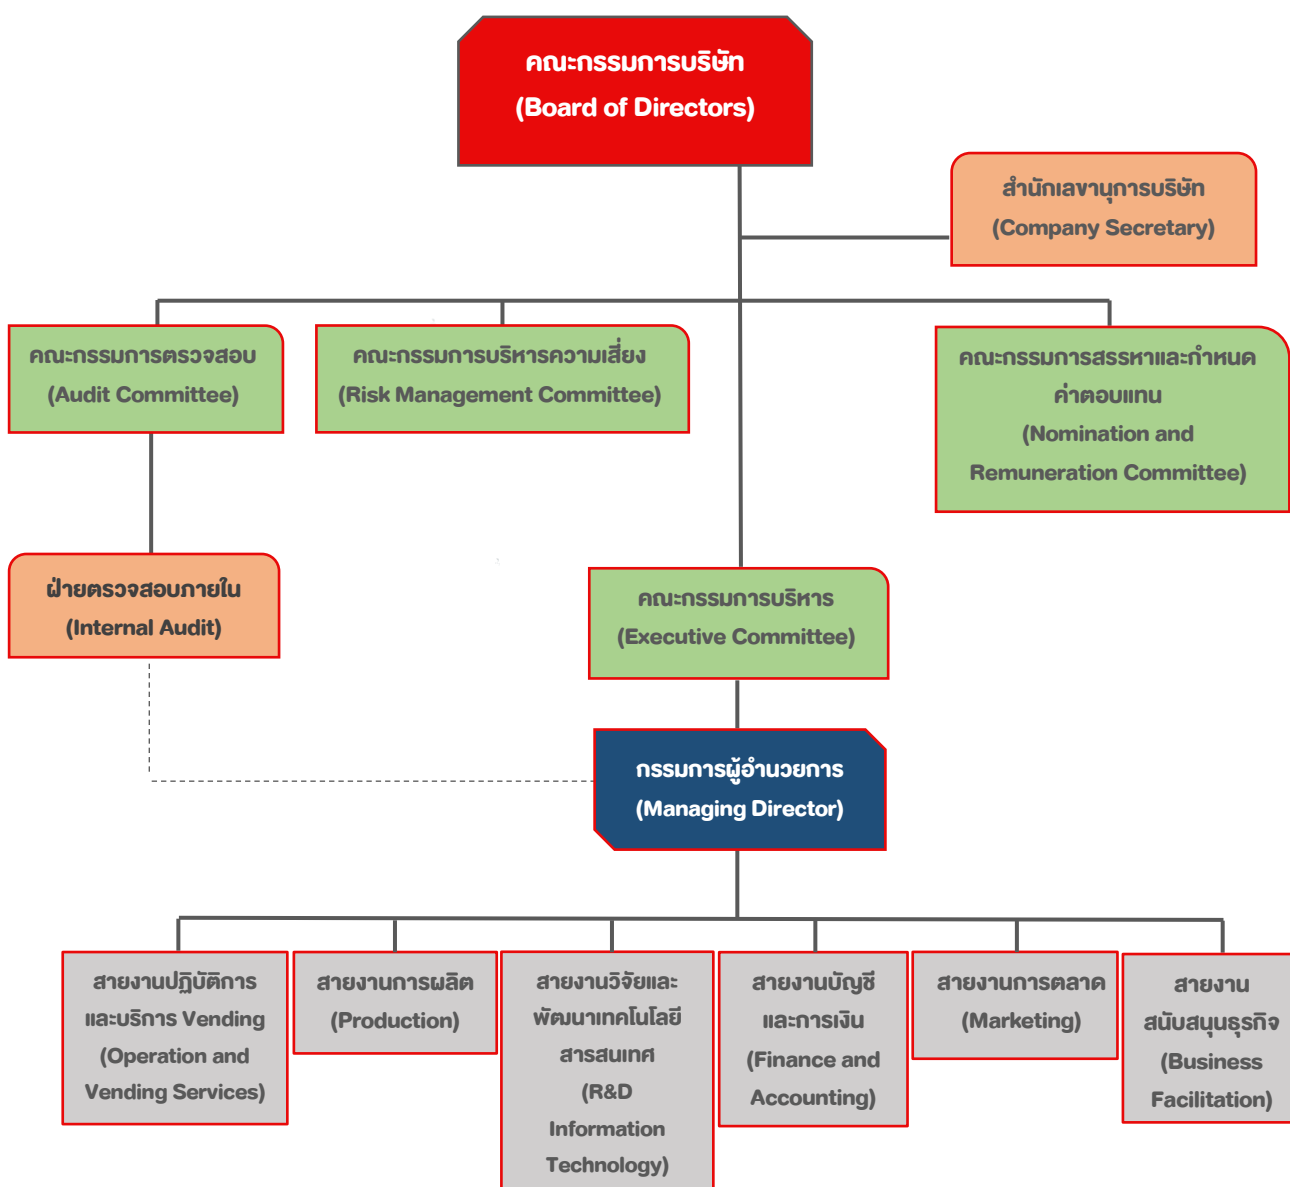 คณะกรรมการบริษัท
(Board of Directors)
สำนักเลขานุการบริษัท
(Company Secretary)
คณะกรรมการตรวจสอบ
(Audit Committee)
คณะกรรมการบริหารความเสี่ยง
(Risk Management Committee)
คณะกรรมการสรรหาและกำหนด
ค่าตอบแทน
(Nomination and
Remuneration Committee)
ฝ่ายตรวจสอบภายใน
(Internal Audit)
คณะกรรมการบริหาร
(Executive Committee)
กรรมการผู้อำนวยการ
(Managing Director)
สายงานปฏิบัติการ
และบริการ Vending
(Operation and
Vending Services)
สายงานการผลิต
(Production)
สายงานวิจัยและ
พัฒนาเทคโนโลยี
สารสนเทศ
(R&D
Information
Technology)
สายงานบัญชี
และการเงิน
(Finance and
Accounting)
สายงานการตลาด
(Marketing)
สายงาน
สนับสนุนธุรกิจ
(Business
Facilitation)